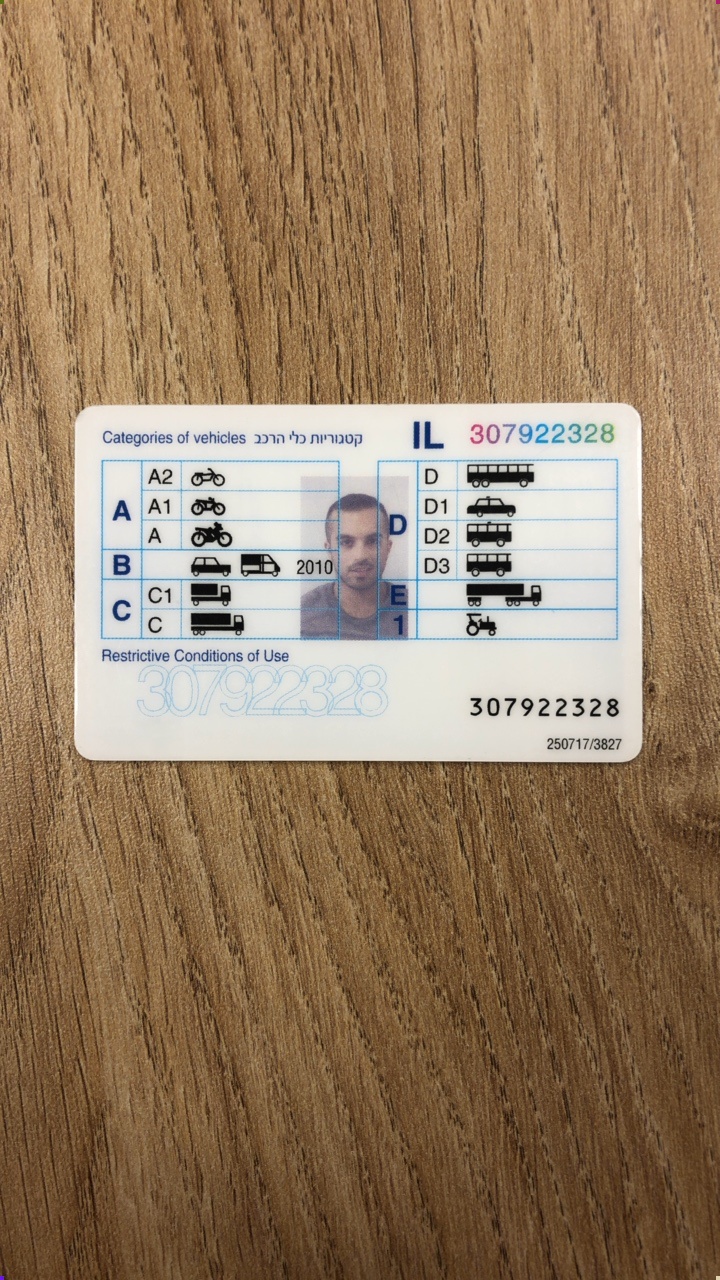 Categories of vehicles קטגוריות כלי הרכב IL 307922328
A
A2
A1
A
B 2010
C
C1
C
D
D
D1
D2
D3
E
1
Restrictive Conditions of Use
307922328
307922328
250717/3827